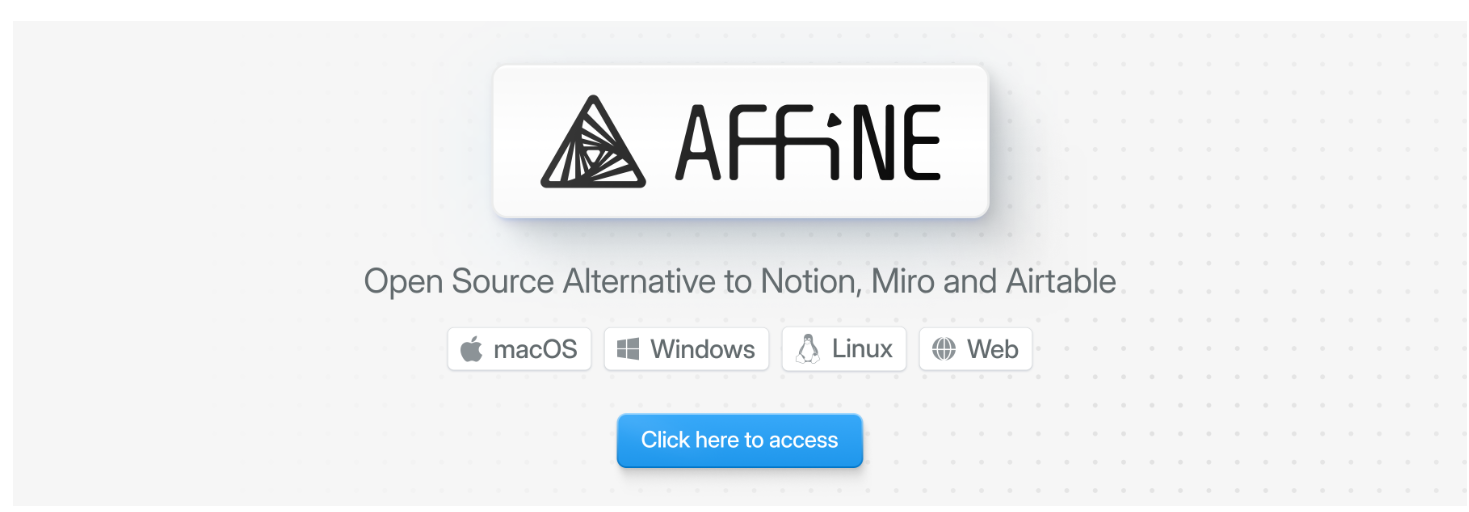 AFFiNE
Open Source Alternative to Notion, Miro and Airtable
macOS Windows Linux Web
Click here to access